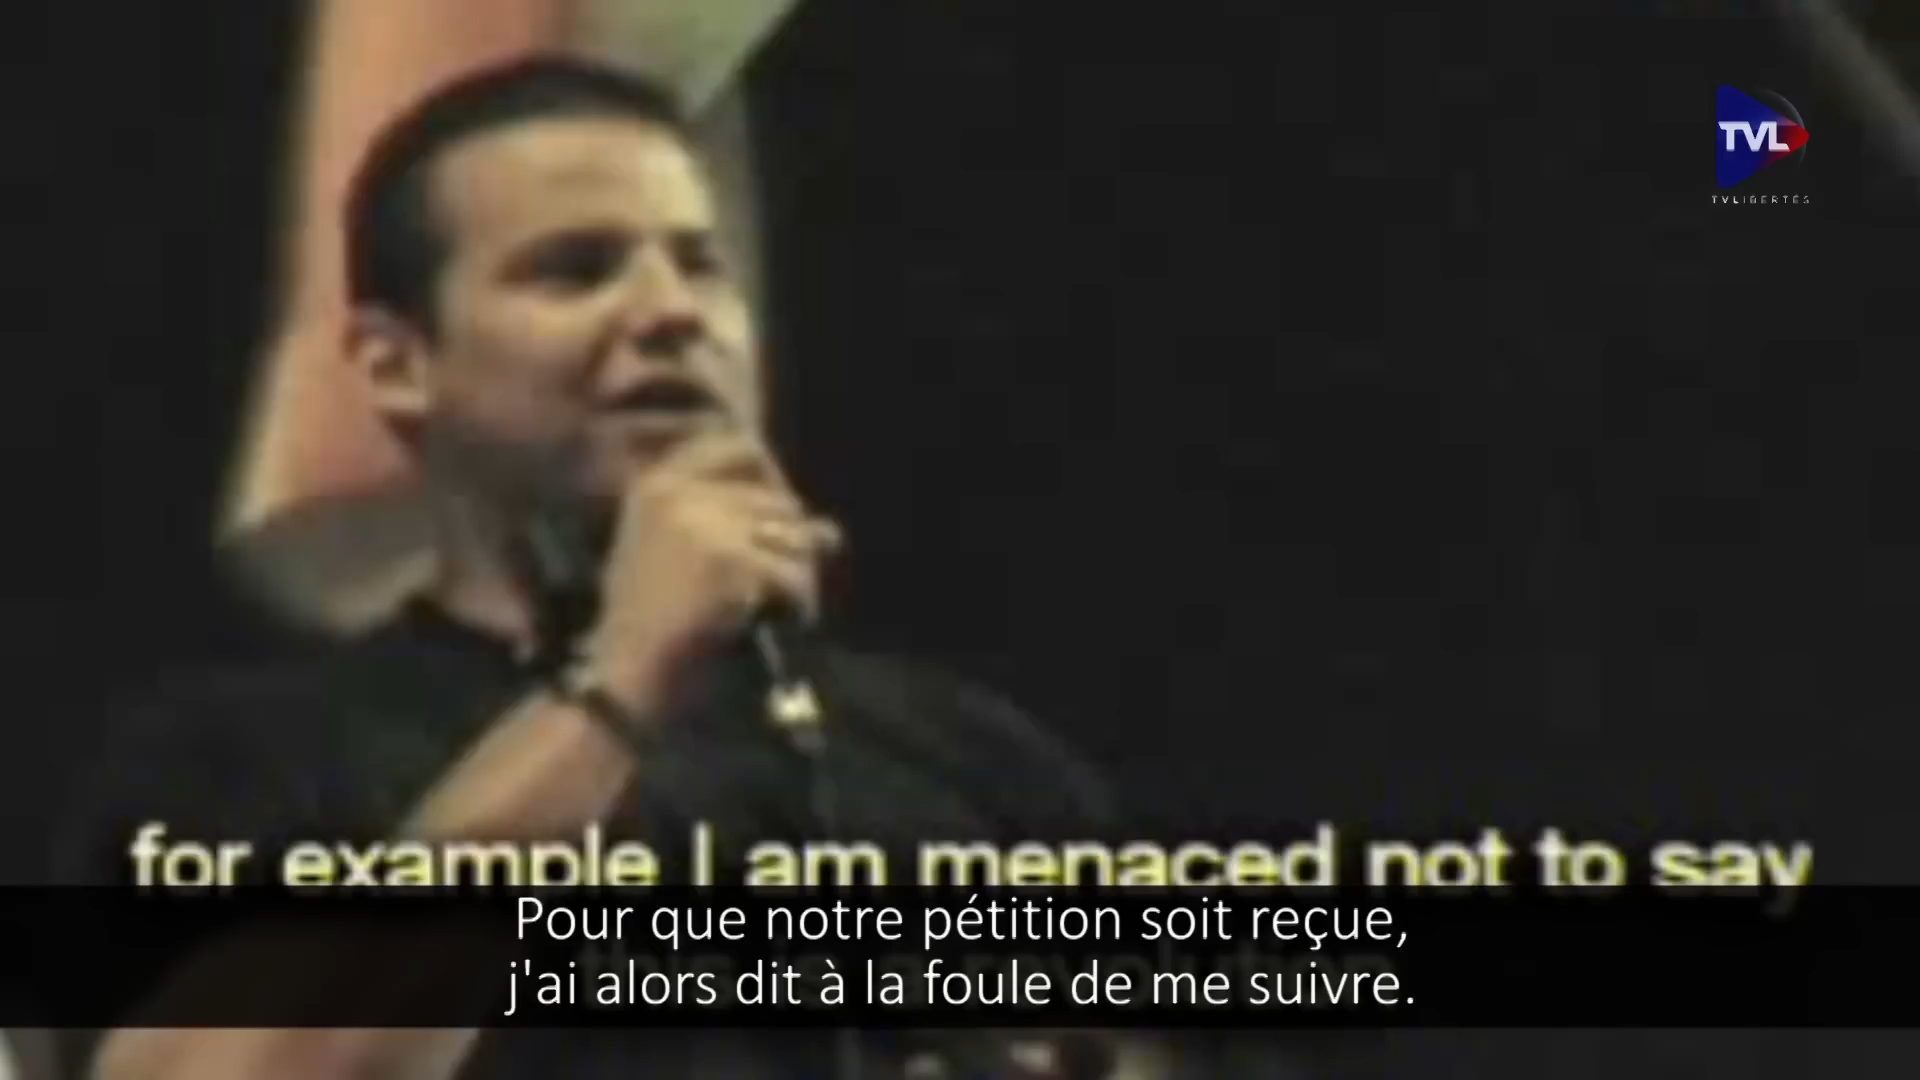 TVL
TVLIBERTÉS
for example I am menaced not to say
Pour que notre pétition soit reçue,
j'ai alors dit à la foule de me suivre.